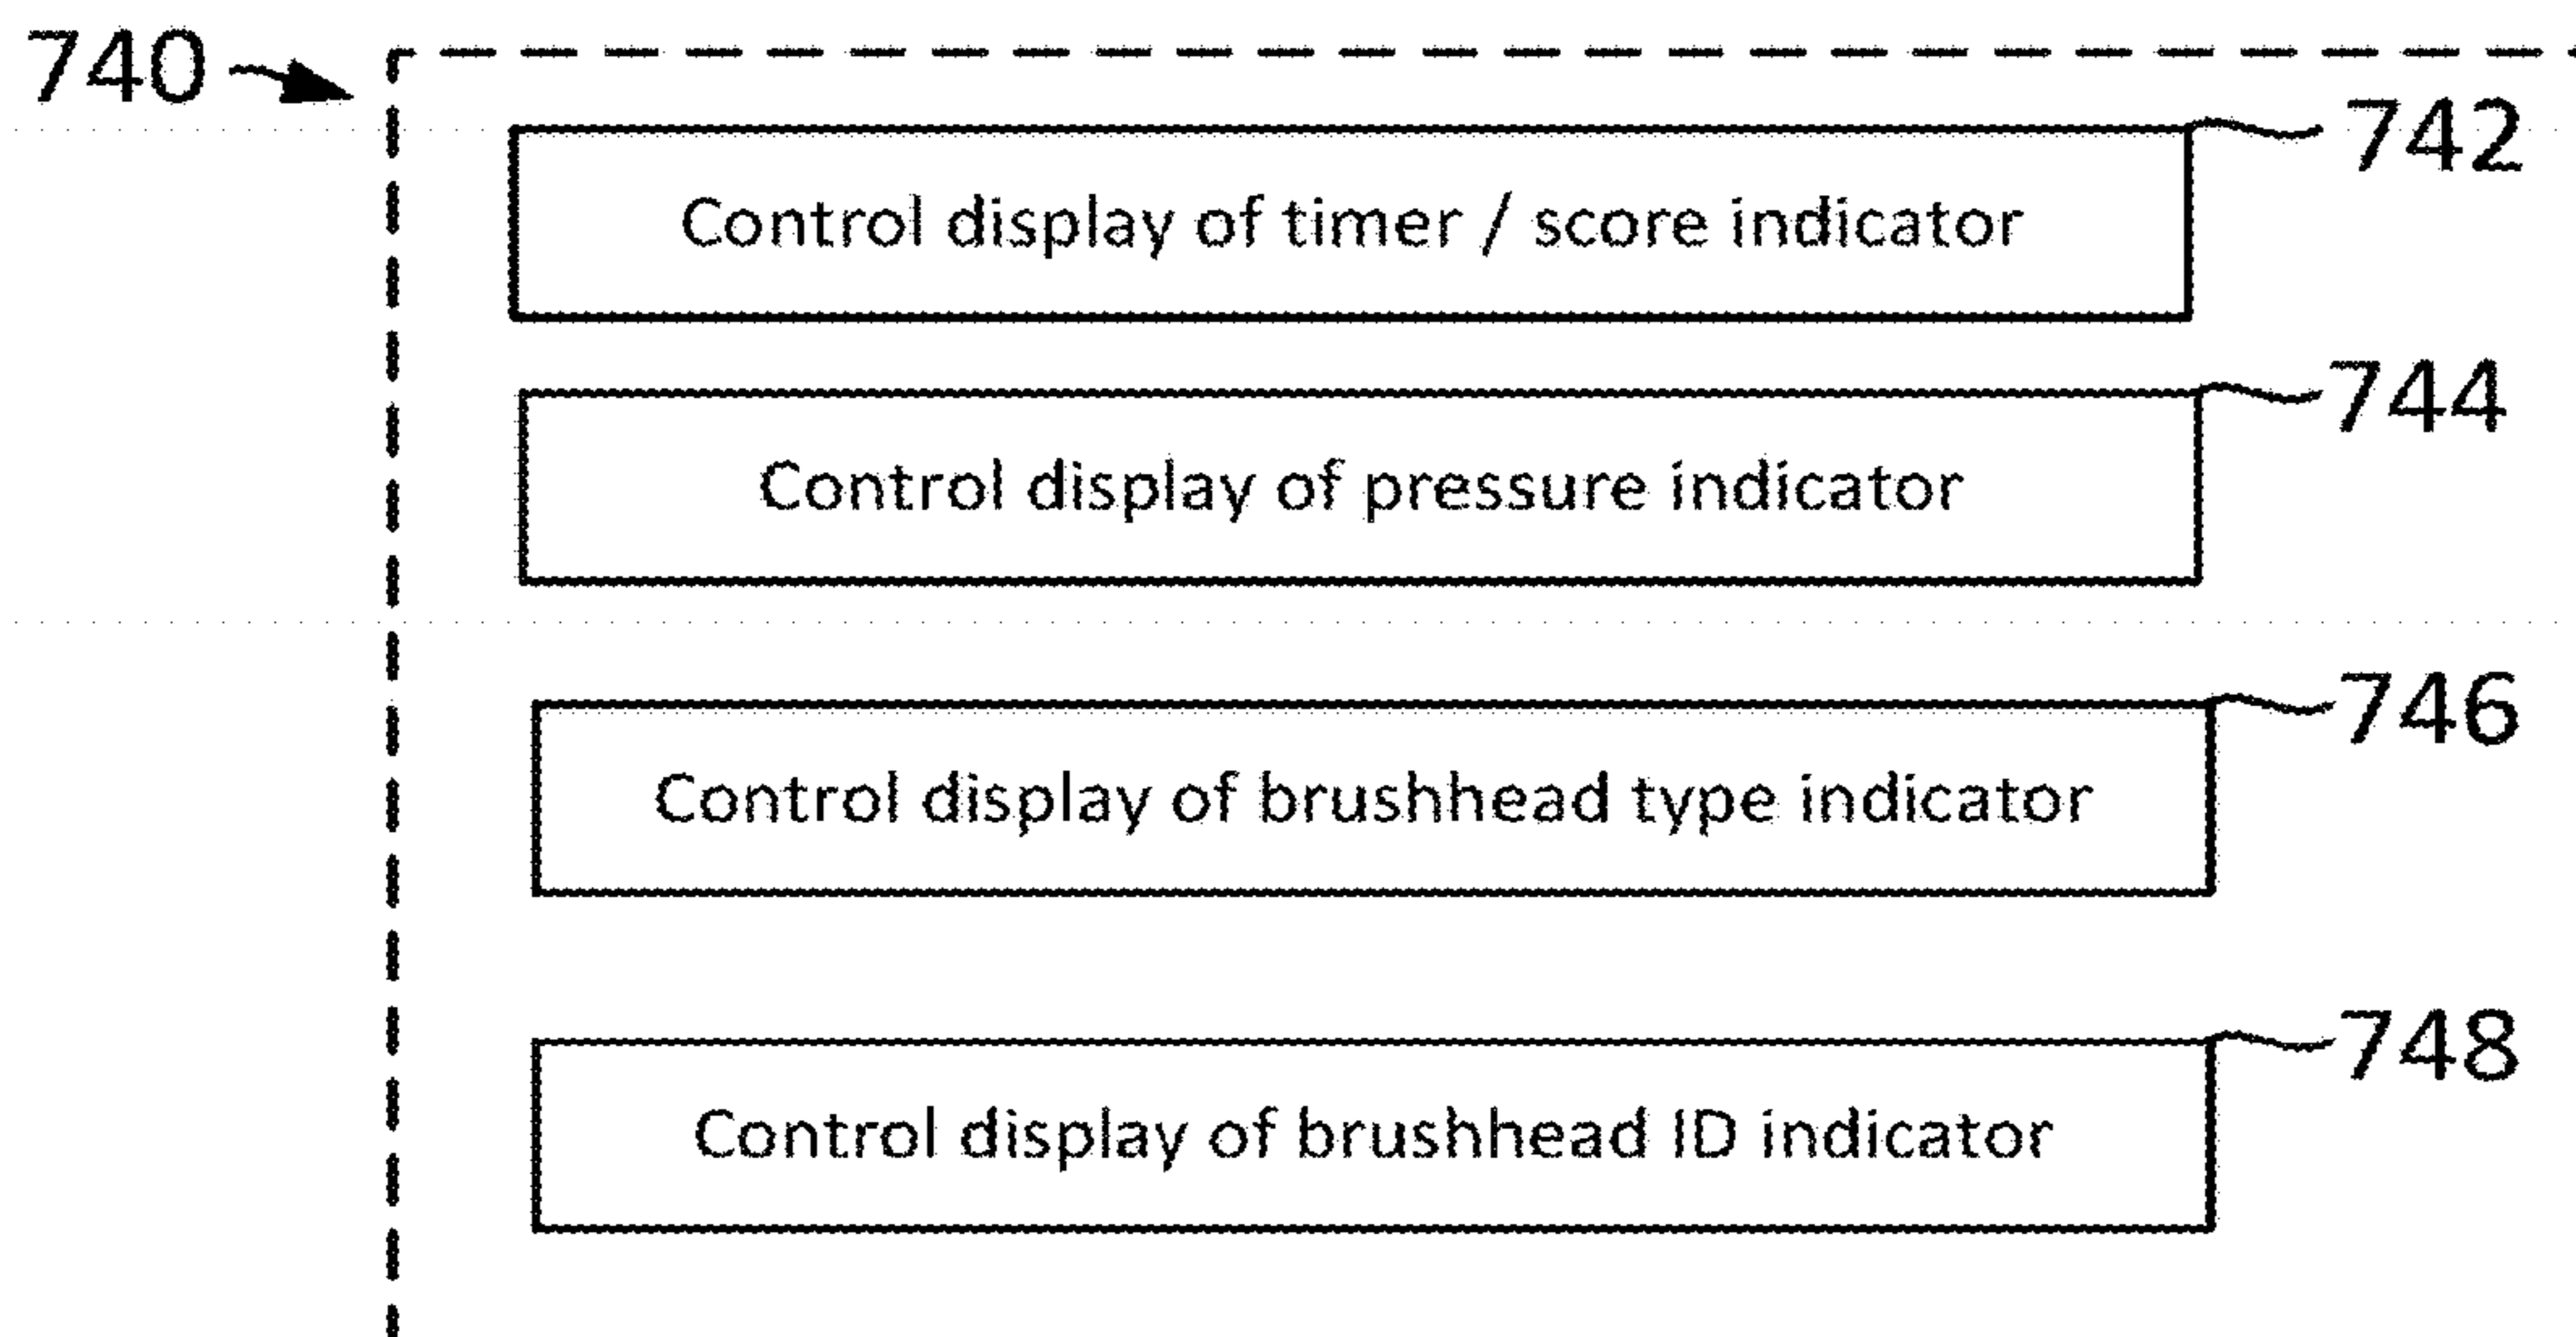 740
742
Control display of timer / score indicator
744
Control display of pressure indicator
746
Control display of brushhead type indicator
748
Control display of brushhead ID indicator